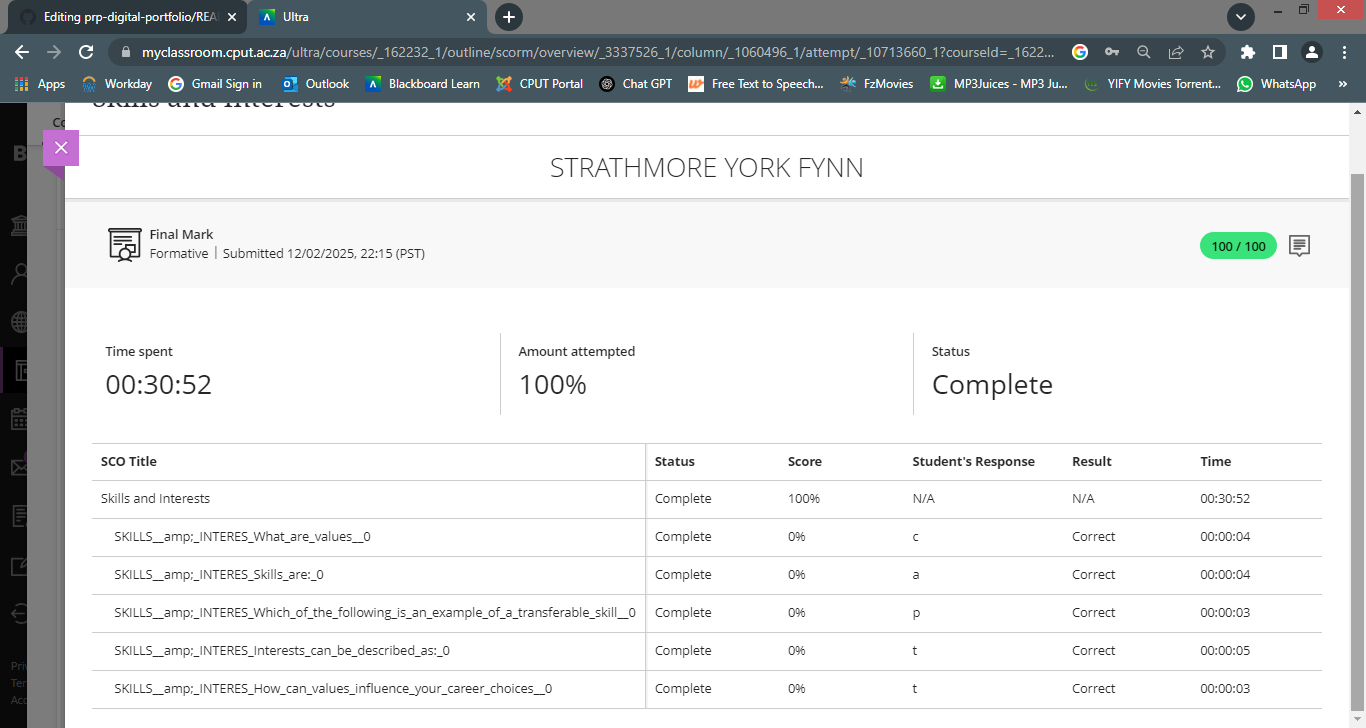 Editing prp-digital-portfolio/REA
Ultra
myclassroom.cput.ac.za/ultra/courses/_162232_1/outline/scorm/overview/_3337526_1/column/_1060496_1/attempt/_10713660_1?courseId=_1622...
Apps
Workday
Gmail Sign in
Outlook
Blackboard Learn
CPUT Portal
Chat GPT
Free Text to Speech...
FzMovies
MP3Juices - MP3 Ju...
YIFY Movies Torrent...
WhatsApp
»
Skills and Interests
STRATHMORE YORK FYNN
Final Mark
Formative | Submitted 12/02/2025, 22:15 (PST)
100 / 100
Time spent
00:30:52
Amount attempted
100%
Status
Complete
SCO Title Status Score Student's Response Result Time
Skills and Interests Complete 100% N/A N/A 00:30:52
SKILLS__amp;_INTERES_What_are_values__0 Complete 0% c Correct 00:00:04
SKILLS__amp;_INTERES_Skills_are:_0 Complete 0% a Correct 00:00:04
SKILLS__amp;_INTERES_Which_of_the_following_is_an_example_of_a_transferable_skill__0 Complete 0% p Correct 00:00:03
SKILLS__amp;_INTERES_Interests_can_be_described_as:_0 Complete 0% t Correct 00:00:05
SKILLS__amp;_INTERES_How_can_values_influence_your_career_choices__0 Complete 0% t Correct 00:00:03